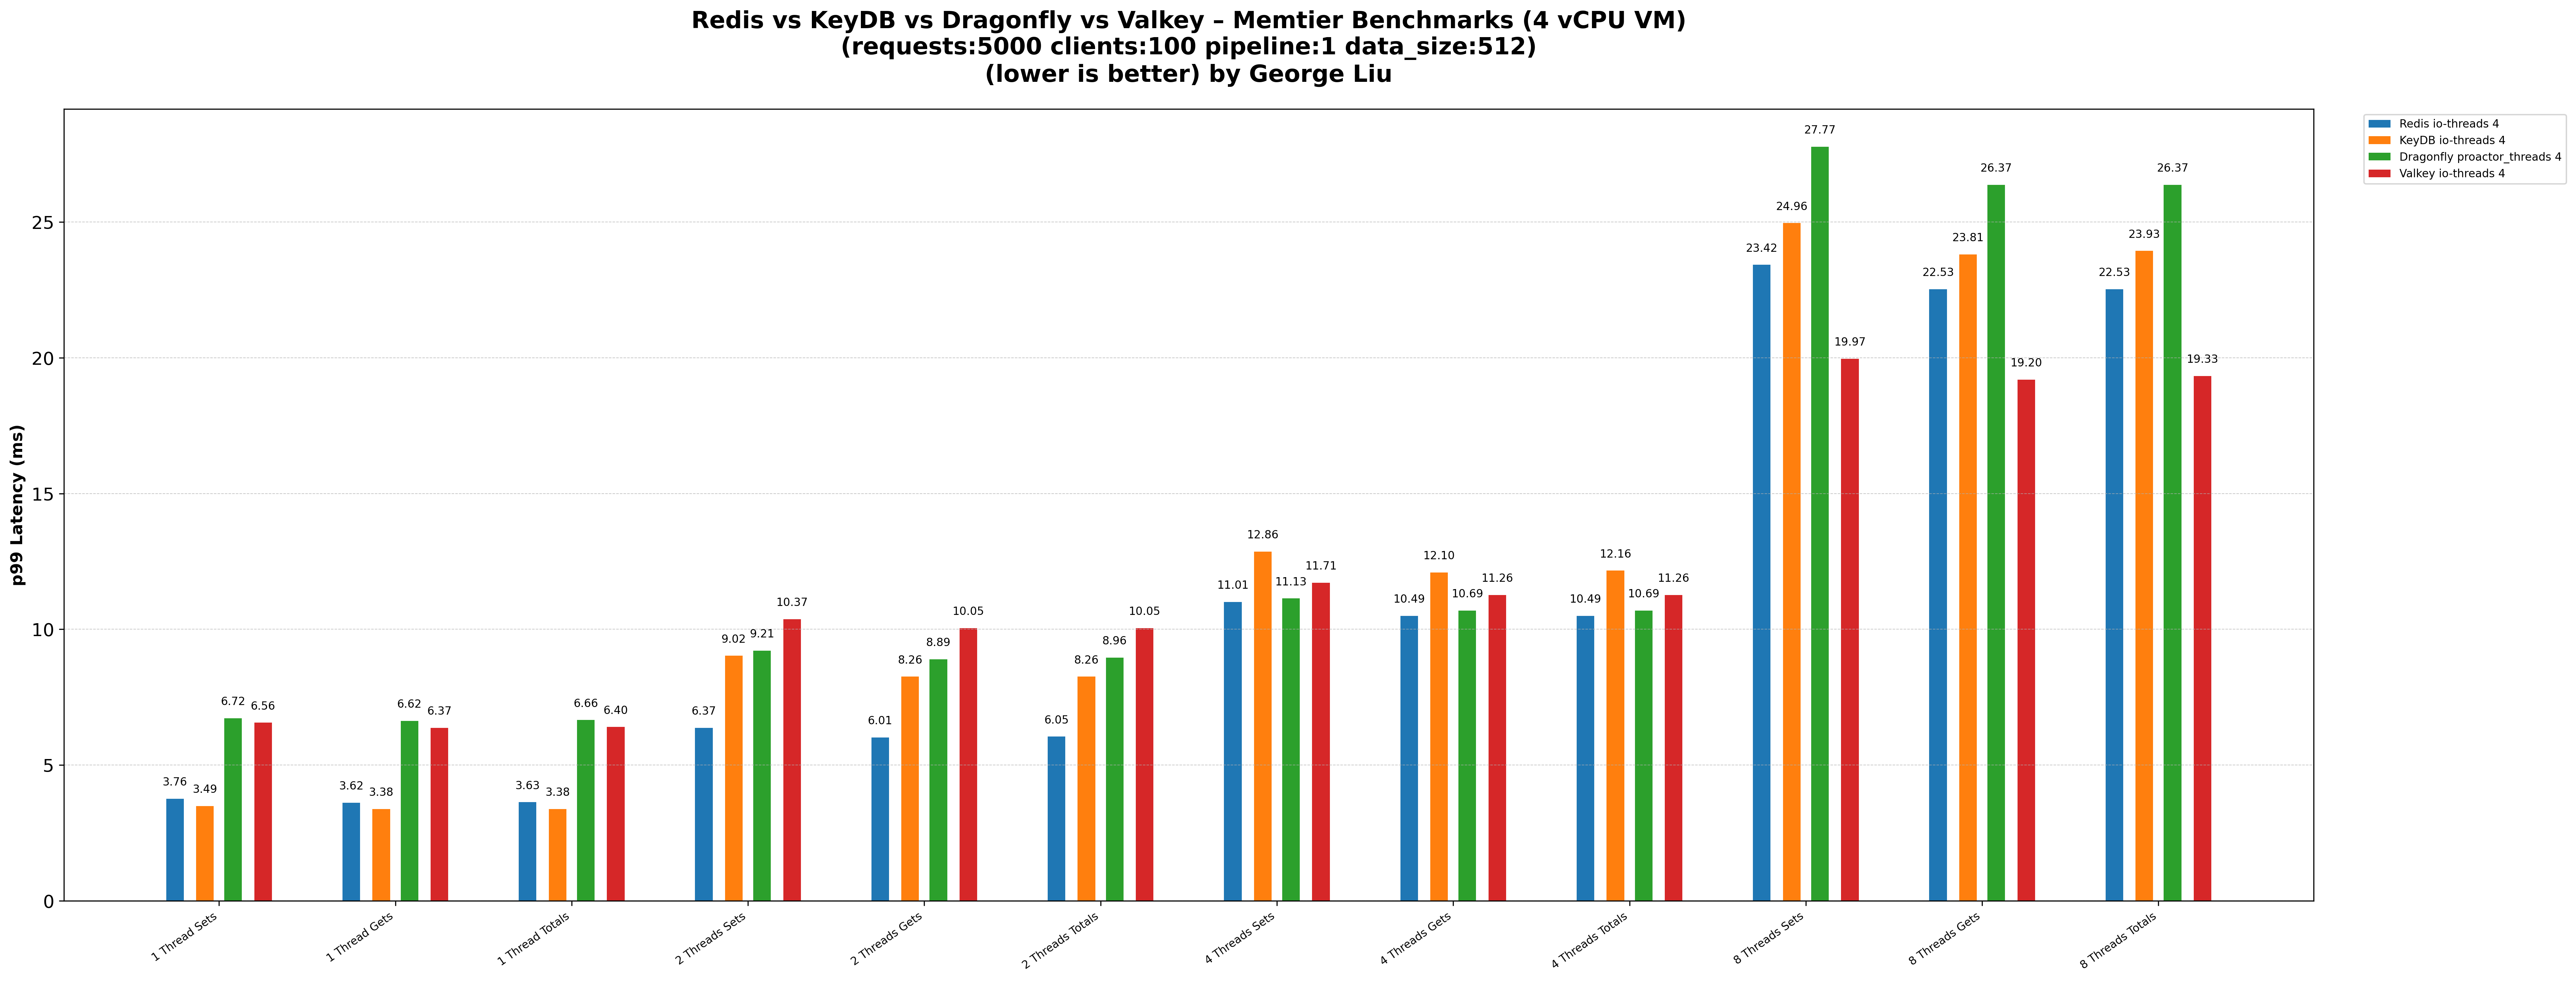 Redis vs KeyDB vs Dragonfly vs Valkey – Memtier Benchmarks (4 vCPU VM)
(requests:5000 clients:100 pipeline:1 data_size:512)
(lower is better) by George Liu
Redis io-threads 4
KeyDB io-threads 4
Dragonfly proactor_threads 4
Valkey io-threads 4
p99 Latency (ms)
25
20
15
10
5
0
3.76 3.49 6.72 6.56
3.62 3.38 6.62 6.37
3.63 3.38 6.66 6.40
6.37 9.02 9.21 10.37
6.01 8.26 8.89 10.05
6.05 8.26 8.96 10.05
11.01 12.86 11.13 11.71
10.49 12.10 10.69 11.26
10.49 12.16 10.69 11.26
23.42 24.96 27.77 19.97
22.53 23.81 26.37 19.20
22.53 23.93 26.37 19.33
1 Thread Sets
1 Thread Gets
1 Thread Totals
2 Threads Sets
2 Threads Gets
2 Threads Totals
4 Threads Sets
4 Threads Gets
4 Threads Totals
8 Threads Sets
8 Threads Gets
8 Threads Totals